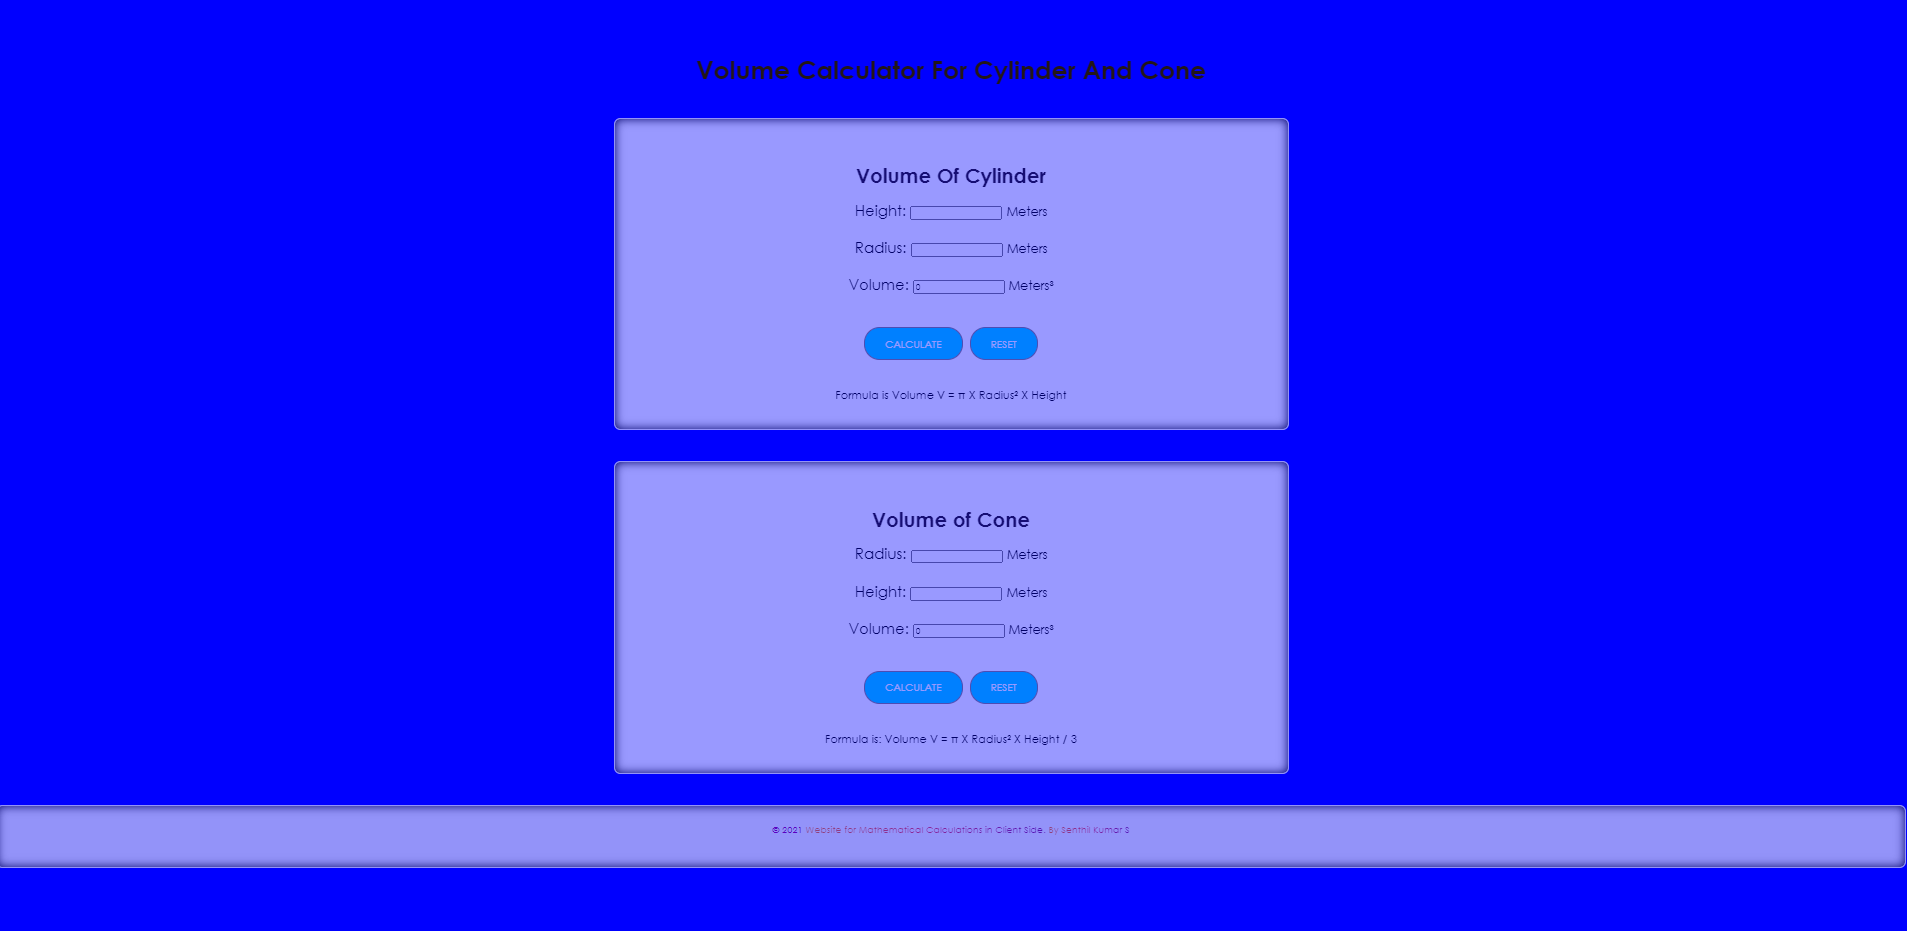 Volume Calculator For Cylinder And Cone
Volume Of Cylinder
Height: Meters
Radius: Meters
Volume: 0 Meters³
CALCULATE RESET
Formula is Volume V = π X Radius² X Height
Volume of Cone
Radius: Meters
Height: Meters
Volume: 0 Meters³
CALCULATE RESET
Formula is: Volume V = π X Radius² X Height / 3
© 2021 Website for Mathematical Calculations in Client Side. By Senthil Kumar S